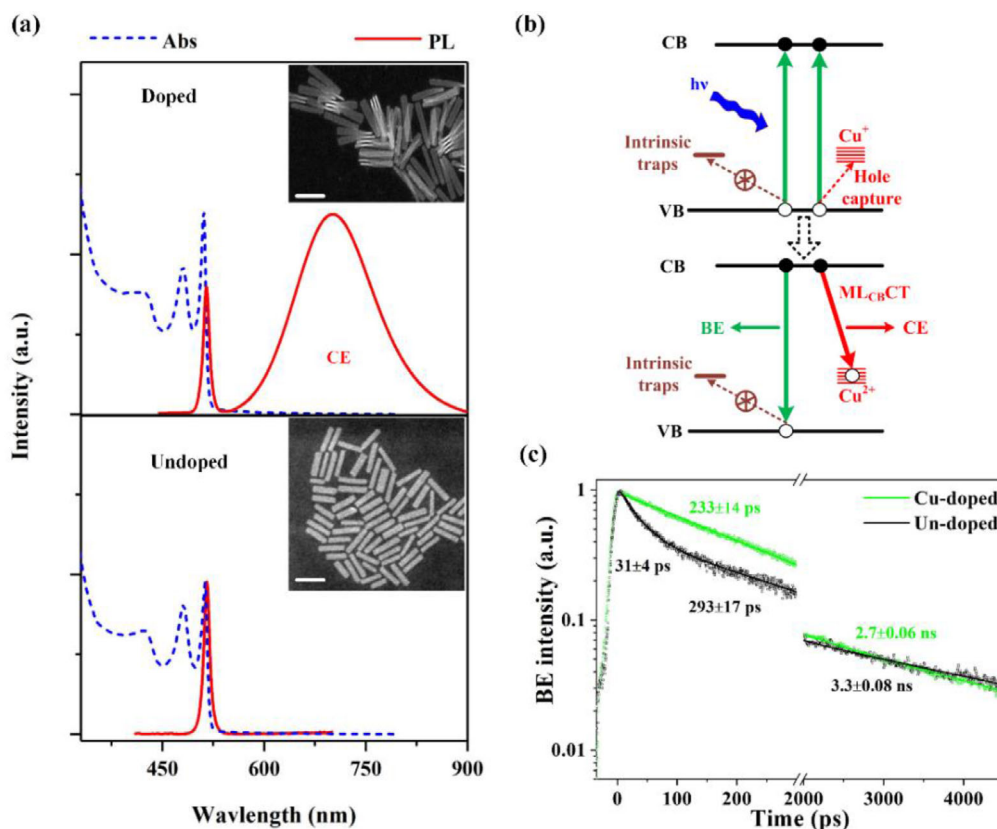 (a)
Abs
PL
Doped
CE
Undoped
Intensity (a.u.)
450
600
750
900
Wavlength (nm)
(b)
CB
hν
Intrinsic
traps
Cu+
Hole
capture
VB
CB
ML_CB CT
BE
CE
Intrinsic
traps
Cu2+
VB
(c)
Cu-doped
Un-doped
233±14 ps
31±4 ps
293±17 ps
2.7±0.06 ns
3.3±0.08 ns
BE intensity (a.u.)
1
0.1
0.01
0
100
200
2000
3000
4000
Time (ps)